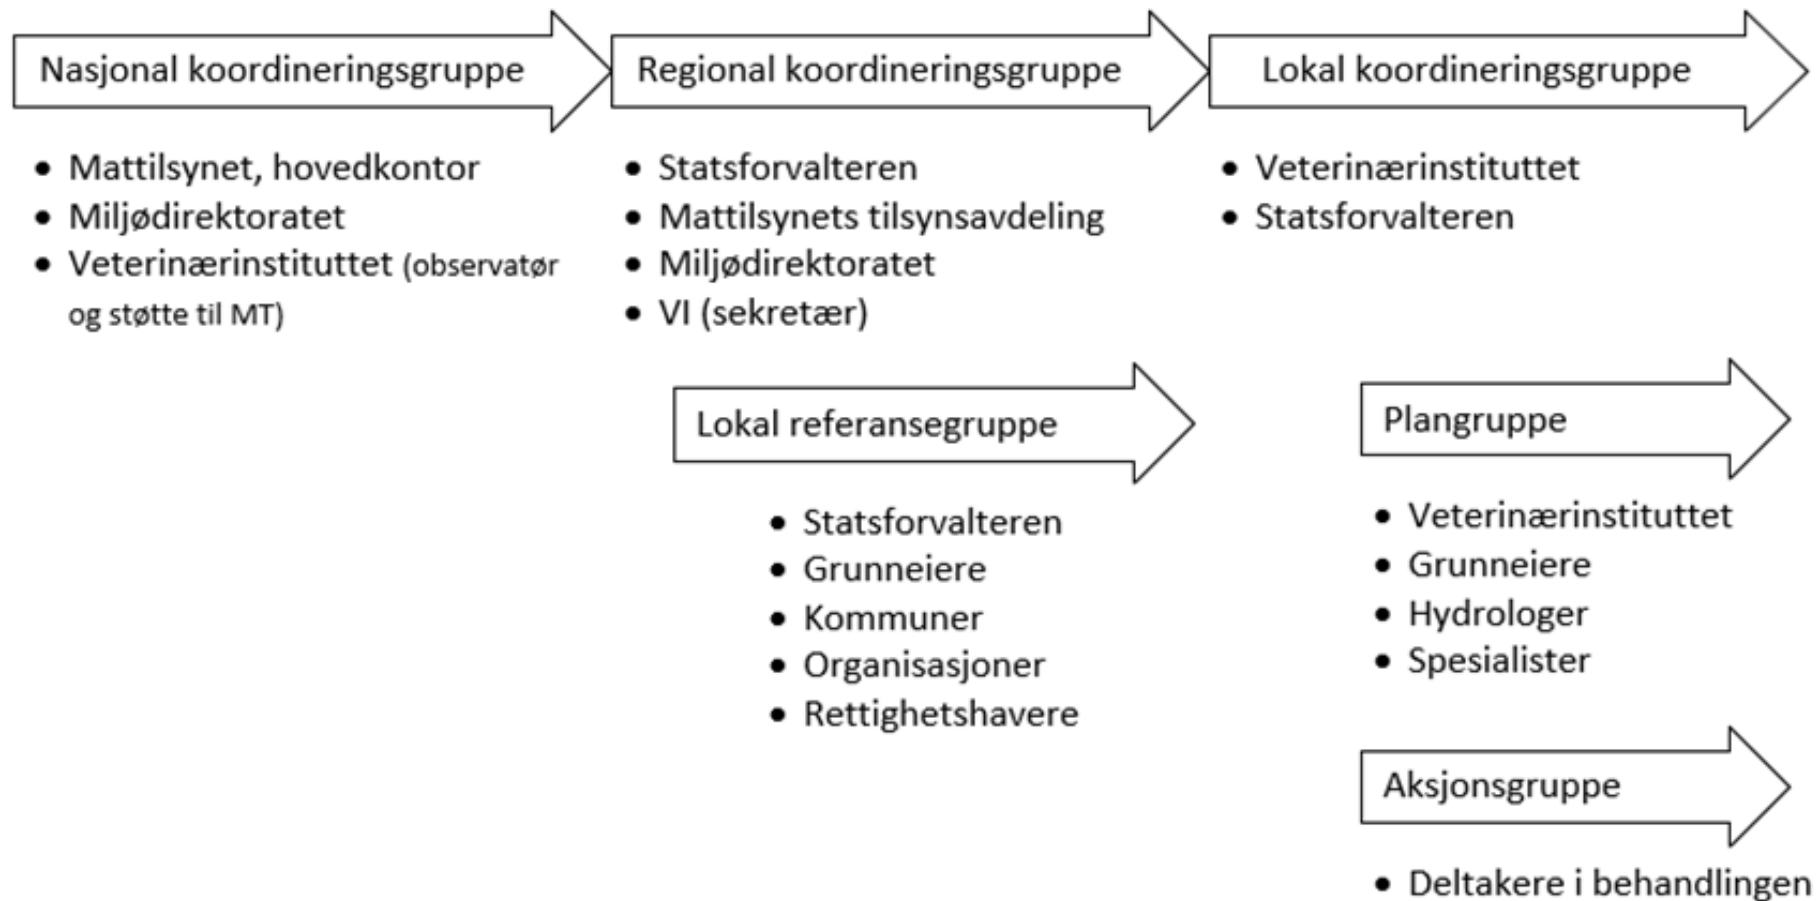 Nasjonal koordineringsgruppe
• Mattilsynet, hovedkontor
• Miljødirektoratet
• Veterinærinstituttet (observatør
og støtte til MT)
Regional koordineringsgruppe
• Statsforvalteren
• Mattilsynets tilsynsavdeling
• Miljødirektoratet
• VI (sekretær)
Lokal referansegruppe
• Statsforvalteren
• Grunneiere
• Kommuner
• Organisasjoner
• Rettighetshavere
Lokal koordineringsgruppe
• Veterinærinstituttet
• Statsforvalteren
Plangruppe
• Veterinærinstituttet
• Grunneiere
• Hydrologer
• Spesialister
Aksjonsgruppe
• Deltakere i behandlingen